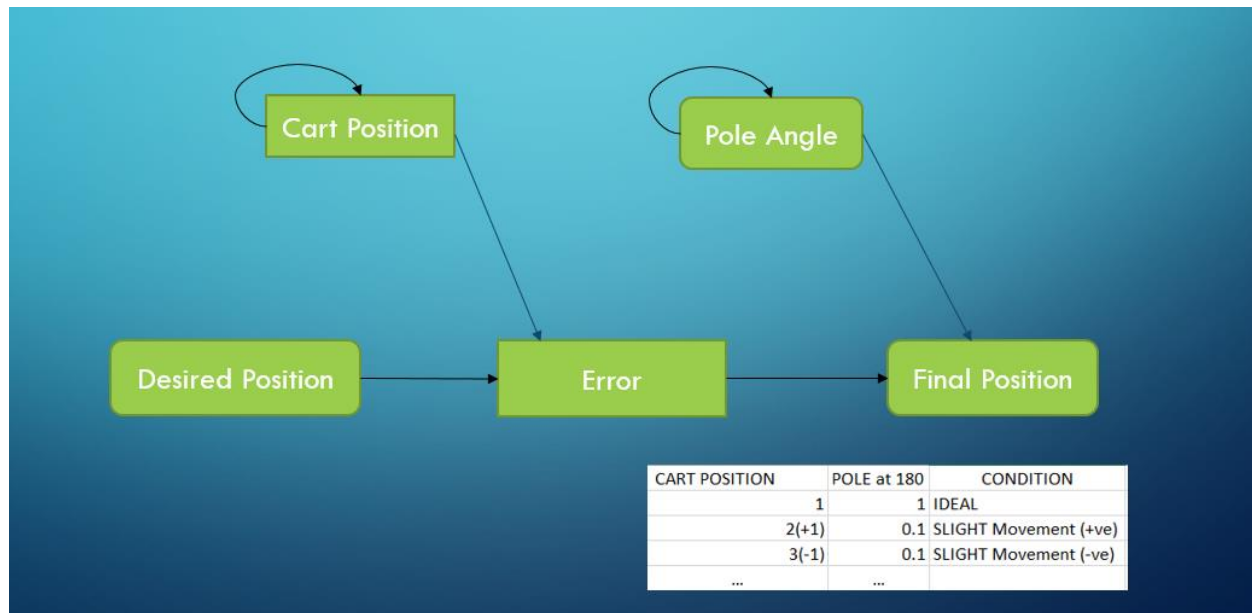 Cart Position
Pole Angle
Desired Position
Error
Final Position
CART POSITION POLE at 180 CONDITION
1 1 IDEAL
2(+1) 0.1 SLIGHT Movement (+ve)
3(-1) 0.1 SLIGHT Movement (-ve)
... ...